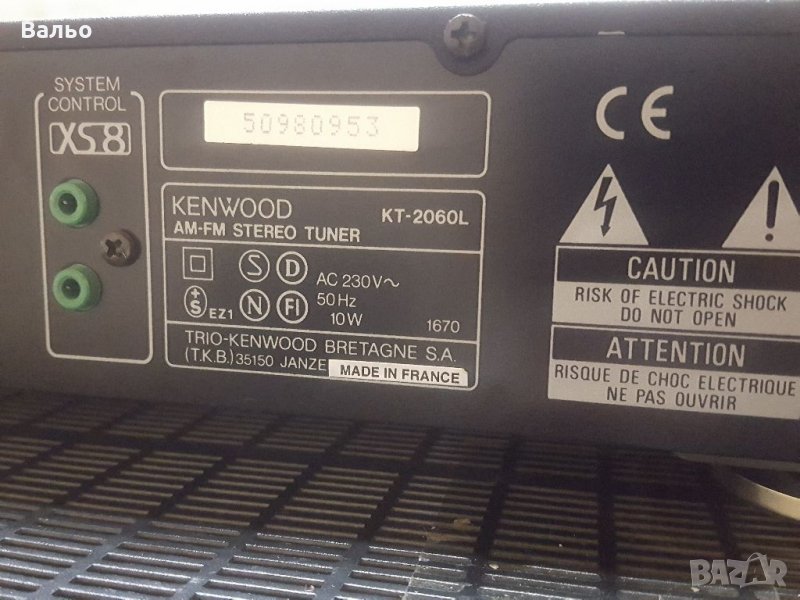 Вальо
SYSTEM
CONTROL
XS8
50980953
KENWOOD KT-2060L
AM-FM STEREO TUNER
S D AC 230V~
+S EZ1 N FI 50Hz
10W 1670
TRIO-KENWOOD BRETAGNE S.A.
(T.K.B.) 35150 JANZE MADE IN FRANCE
CE
!
CAUTION
RISK OF ELECTRIC SHOCK
DO NOT OPEN
ATTENTION
RISQUE DE CHOC ELECTRIQUE
NE PAS OUVRIR
BAZAR